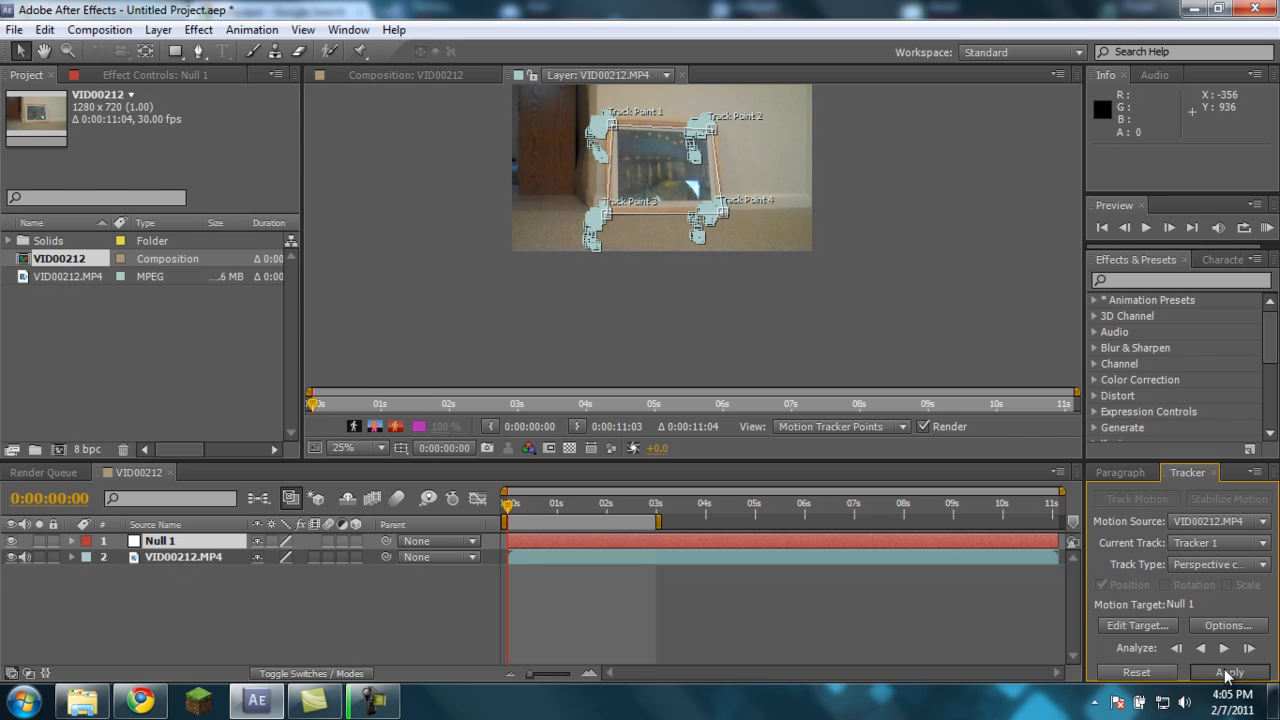 Adobe After Effects - Untitled Project.aep *
File Edit Composition Layer Effect Animation View Window Help
Workspace: Standard Search Help
Project Effect Controls: Null 1
VID00212
1280 x 720 (1.00)
Δ 0:00:11:04, 30.00 fps
Name Type Size Duration
Solids Folder
VID00212 Composition Δ 0:00
VID00212.MP4 MPEG ....6 MB Δ 0:00
8 bpc
Composition: VID00212 Layer: VID00212.MP4
Track Point 1
Track Point 2
Track Point 3
Track Point 4
01s 02s 03s 04s 05s 06s 07s 08s 09s 10s 11s
100 % 0:00:00:00 0:00:11:03 Δ 0:00:11:04 View: Motion Tracker Points Render
25% 0:00:00:00 +0.0
Info Audio
R :
G :
B :
A : 0
X : -356
Y : 936
Preview
Effects & Presets Characte
* Animation Presets
3D Channel
Audio
Blur & Sharpen
Channel
Color Correction
Distort
Expression Controls
Generate
Render Queue VID00212
0:00:00:00
# Source Name Parent
1 Null 1 None
2 VID00212.MP4 None
01s 02s 03s 04s 05s 06s 07s 08s 09s 10s 11s
Toggle Switches / Modes
Paragraph Tracker
Track Motion Stabilize Motion
Motion Source: VID00212.MP4
Current Track: Tracker 1
Track Type: Perspective c...
Position Rotation Scale
Motion Target: Null 1
Edit Target... Options...
Analyze:
Reset Apply
Ae
4:05 PM
2/7/2011